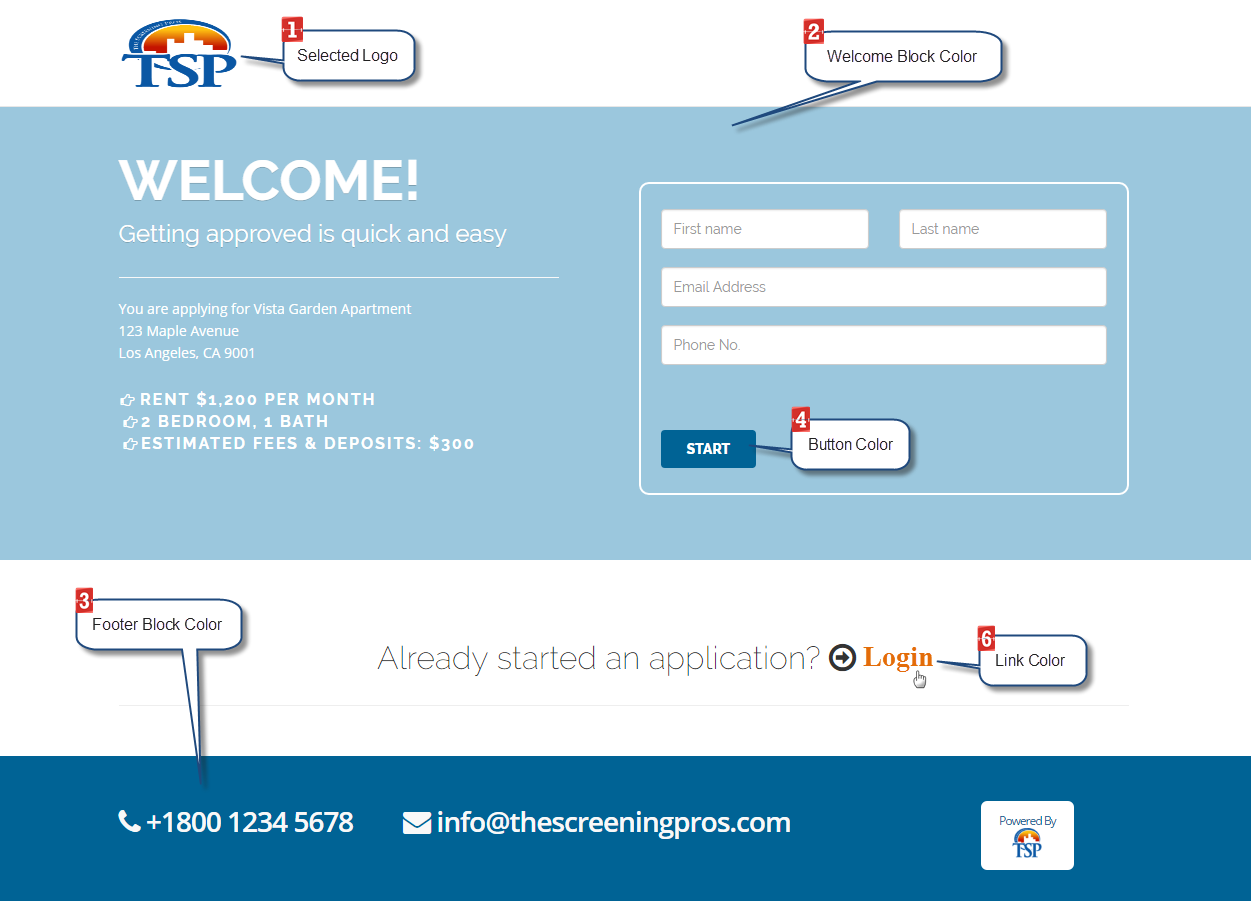 TSP
1
Selected Logo
2
Welcome Block Color
WELCOME!
Getting approved is quick and easy
You are applying for Vista Garden Apartment
123 Maple Avenue
Los Angeles, CA 9001
RENT $1,200 PER MONTH
2 BEDROOM, 1 BATH
ESTIMATED FEES & DEPOSITS: $300
First name
Last name
Email Address
Phone No.
START
4
Button Color
3
Footer Block Color
Already started an application? Login
6
Link Color
+1800 1234 5678
info@thescreeningpros.com
Powered By
TSP